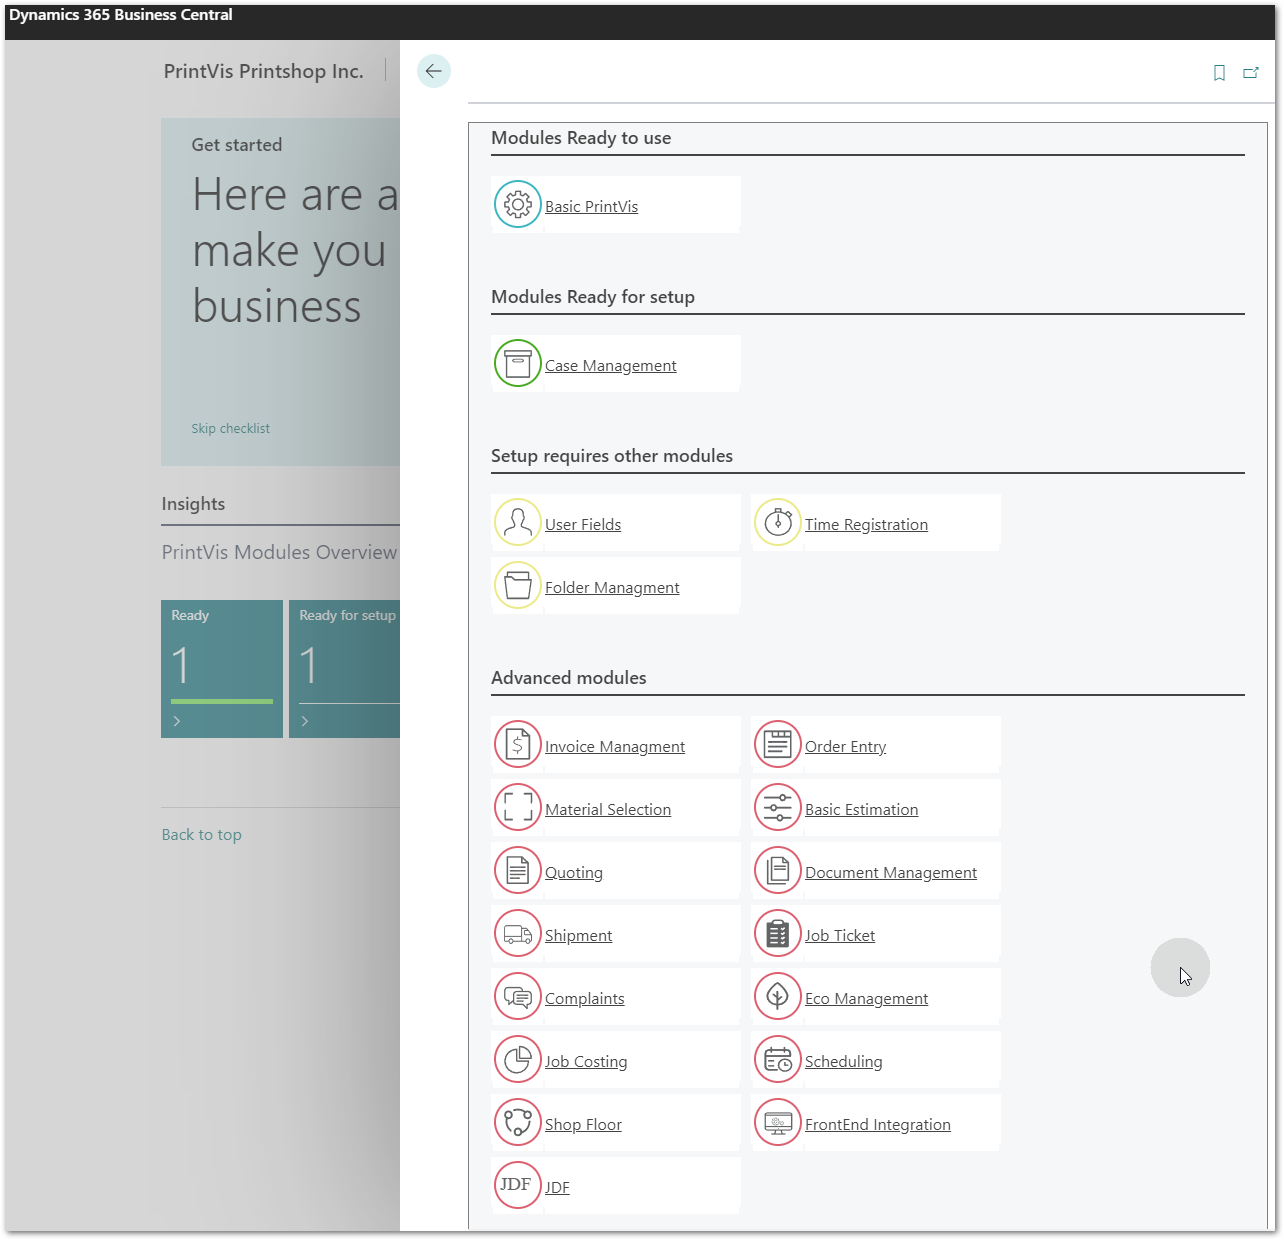 Dynamics 365 Business Central
PrintVis Printshop Inc.
Get started
Here are a
make you
business
Skip checklist
Insights
PrintVis Modules Overview
Ready
1
Ready for setup
1
Back to top
Modules Ready to use
Basic PrintVis
Modules Ready for setup
Case Management
Setup requires other modules
User Fields
Time Registration
Folder Managment
Advanced modules
Invoice Managment
Order Entry
Material Selection
Basic Estimation
Quoting
Document Management
Shipment
Job Ticket
Complaints
Eco Management
Job Costing
Scheduling
Shop Floor
FrontEnd Integration
JDF
JDF